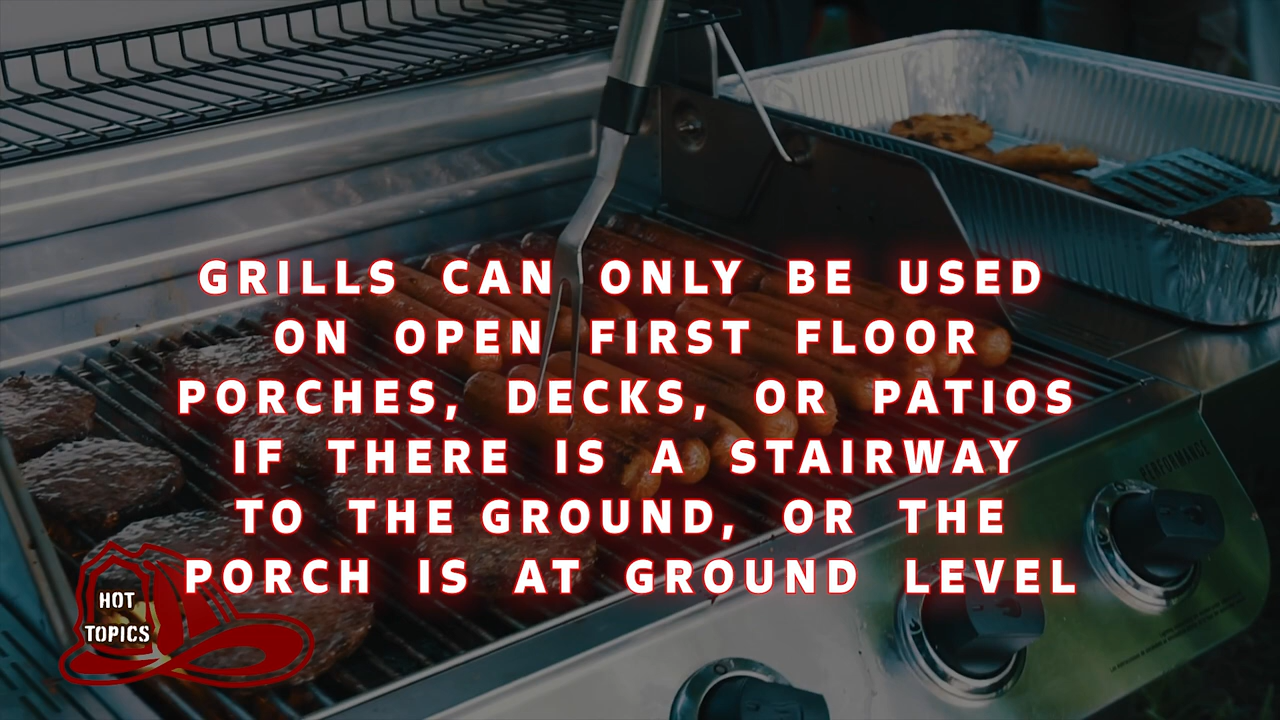 GRILLS CAN ONLY BE USED
ON OPEN FIRST FLOOR
PORCHES, DECKS, OR PATIOS
IF THERE IS A STAIRWAY
TO THE GROUND, OR THE
PORCH IS AT GROUND LEVEL
HOT
TOPICS
PERFORMANCE